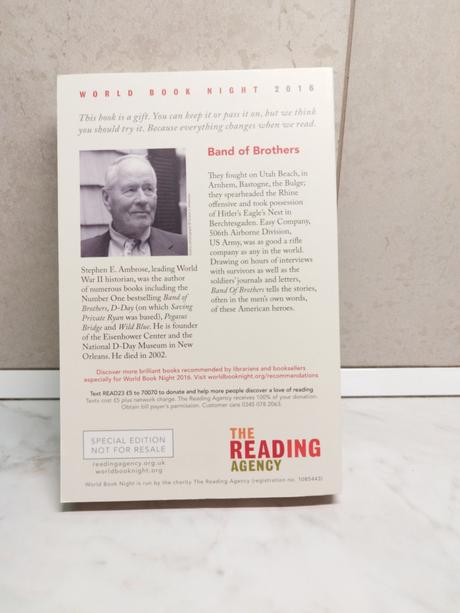 WORLD BOOK NIGHT 2016
This book is a gift. You can keep it or pass it on, but we think
you should try it. Because everything changes when we read.
Band of Brothers
They fought on Utah Beach, in
Arnhem, Bastogne, the Bulge;
they spearheaded the Rhine
offensive and took possession
of Hitler's Eagle's Nest in
Berchtesgaden. Easy Company,
506th Airborne Division,
US Army, was as good a rifle
company as any in the world.
Drawing on hours of interviews
with survivors as well as the
soldiers' journals and letters,
Band Of Brothers tells the stories,
often in the men's own words,
of these American heroes.
Stephen E. Ambrose, leading World
War II historian, was the author
of numerous books including the
Number One bestselling Band of
Brothers, D-Day (on which Saving
Private Ryan was based), Pegasus
Bridge and Wild Blue. He is founder
of the Eisenhower Center and the
National D-Day Museum in New
Orleans. He died in 2002.
Discover more brilliant books recommended by librarians and booksellers
especially for World Book Night 2016. Visit worldbooknight.org/recommendations
Text READ23 £5 to 70070 to donate and help more people discover a love of reading
Texts cost £5 plus network charge. The Reading Agency receives 100% of your donation.
Obtain bill payer's permission. Customer care 0345 078 2063.
SPECIAL EDITION
NOT FOR RESALE
readingagency.org.uk
worldbooknight.org
THE
READING
AGENCY
World Book Night is run by the charity The Reading Agency (registration no. 1085443)